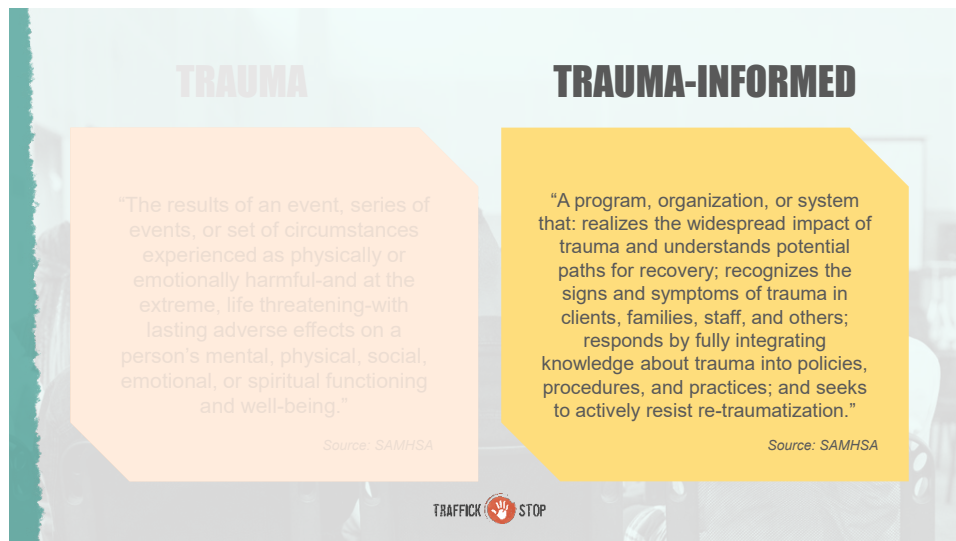 TRAUMA
“The results of an event, series of
events, or set of circumstances
experienced as physically or
emotionally harmful-and at the
extreme, life threatening-with
lasting adverse effects on a
person’s mental, physical, social,
emotional, or spiritual functioning
and well-being.”
Source: SAMHSA
TRAUMA-INFORMED
“A program, organization, or system
that: realizes the widespread impact of
trauma and understands potential
paths for recovery; recognizes the
signs and symptoms of trauma in
clients, families, staff, and others;
responds by fully integrating
knowledge about trauma into policies,
procedures, and practices; and seeks
to actively resist re-traumatization.”
Source: SAMHSA
TRAFFICK STOP